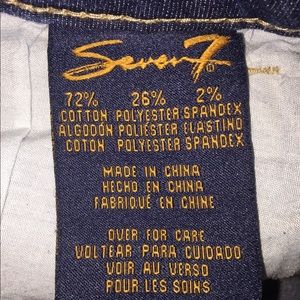 Seven7
72% 26% 2%
COTTON POLYESTER SPANDEX
ALGODÓN POLIÉSTER ELASTINO
COTON POLYESTER SPANDEX
MADE IN CHINA
HECHO EN CHINA
FABRIQUÉ EN CHINE
OVER FOR CARE
VOLTEAR PARA CUIDADO
VOIR AU VERSO
POUR LES SOINS